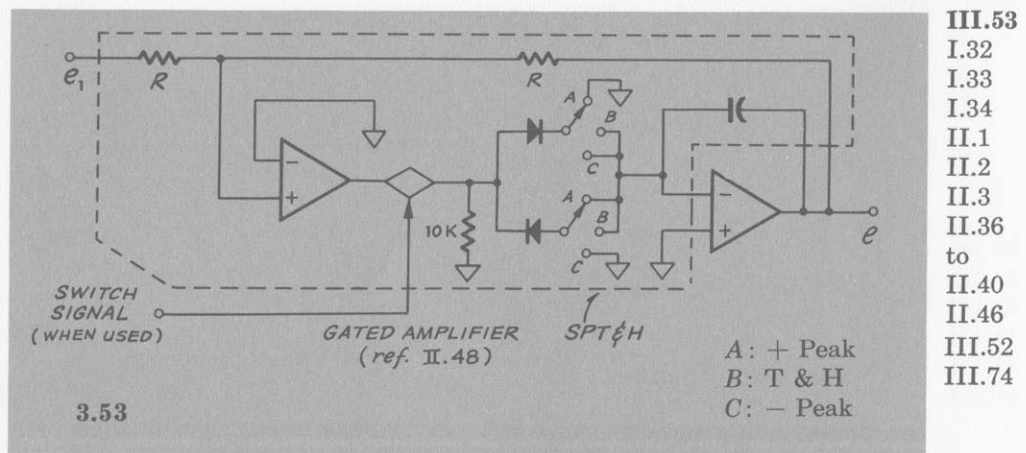 III.53
I.32
I.33
I.34
II.1
II.2
II.3
II.36
to
II.40
II.46
III.52
III.74
e1
R
R
A
B
C
A
B
C
-
+
10K
-
+
e
SWITCH
SIGNAL
(WHEN USED)
GATED AMPLIFIER
(ref. II.48)
SPT&H
A: + Peak
B: T & H
C: – Peak
3.53